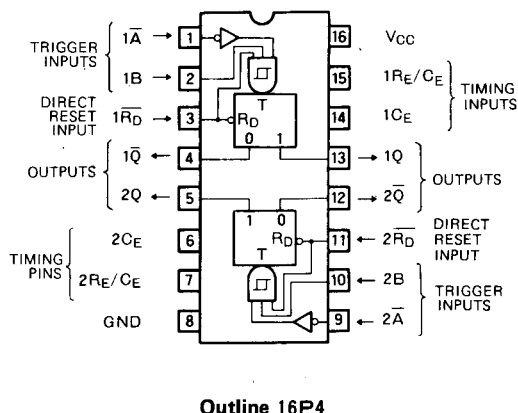 TRIGGER INPUTS { 1A̅ → 1
1B → 2
DIRECT RESET INPUT 1R̅D̅ → 3
OUTPUTS { 1Q̅ ← 4
2Q ← 5
TIMING PINS { 2CE 6
2RE/CE 7
GND 8
16 VCC
15 1RE/CE } TIMING INPUTS
14 1CE
13 → 1Q } OUTPUTS
12 → 2Q̅
11 ← 2R̅D̅ DIRECT RESET INPUT
10 ← 2B } TRIGGER INPUTS
9 ← 2A̅
T
RD
0 1
1 0
RD
T
Outline 16P4